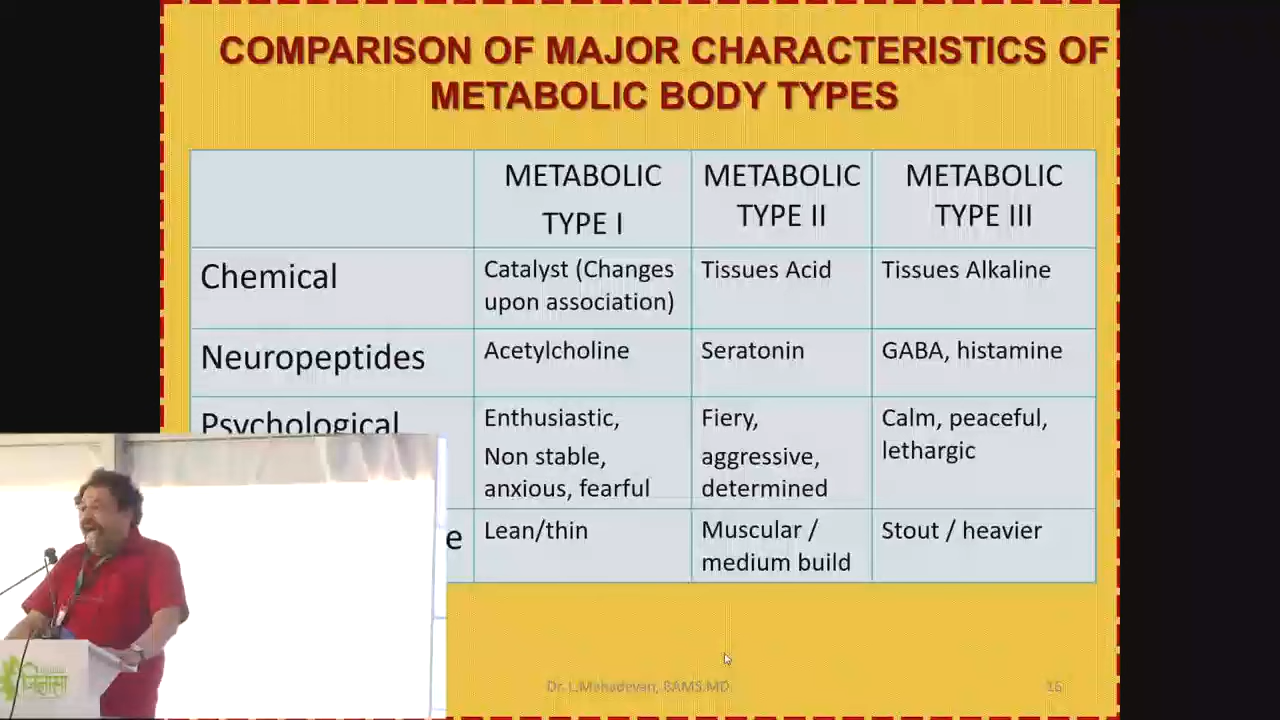 COMPARISON OF MAJOR CHARACTERISTICS OF
METABOLIC BODY TYPES
METABOLIC
TYPE I
METABOLIC
TYPE II
METABOLIC
TYPE III
Chemical
Catalyst (Changes
upon association)
Tissues Acid
Tissues Alkaline
Neuropeptides
Acetylcholine
Seratonin
GABA, histamine
Psychological
Enthusiastic,
Non stable,
anxious, fearful
Fiery,
aggressive,
determined
Calm, peaceful,
lethargic
e
Lean/thin
Muscular /
medium build
Stout / heavier
Dr. L.Mahadevan, BAMS.MD
16